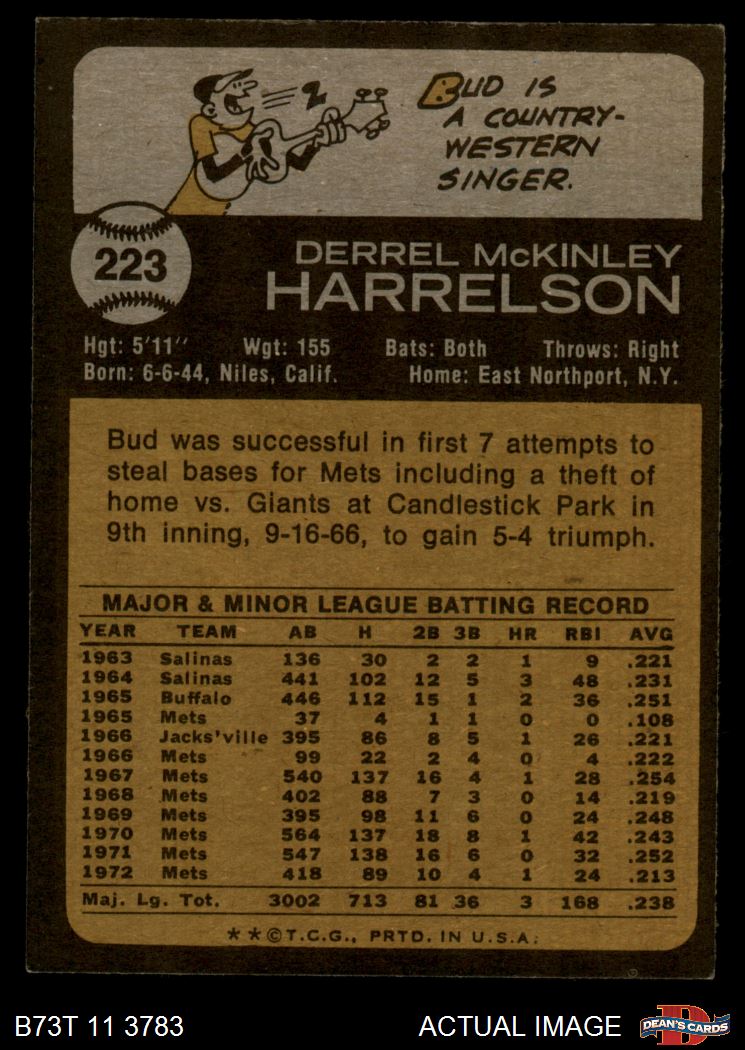 BUD IS
A COUNTRY-
WESTERN
SINGER.
223
DERREL McKINLEY
HARRELSON
Hgt: 5'11" Wgt: 155 Bats: Both Throws: Right
Born: 6-6-44, Niles, Calif. Home: East Northport, N.Y.
Bud was successful in first 7 attempts to
steal bases for Mets including a theft of
home vs. Giants at Candlestick Park in
9th inning, 9-16-66, to gain 5-4 triumph.
MAJOR & MINOR LEAGUE BATTING RECORD
YEAR TEAM AB H 2B 3B HR RBI AVG
1963 Salinas 136 30 2 2 1 9 .221
1964 Salinas 441 102 12 5 3 48 .231
1965 Buffalo 446 112 15 1 2 36 .251
1965 Mets 37 4 1 1 0 0 .108
1966 Jacks'ville 395 86 8 5 1 26 .221
1966 Mets 99 22 2 4 0 4 .222
1967 Mets 540 137 16 4 1 28 .254
1968 Mets 402 88 7 3 0 14 .219
1969 Mets 395 98 11 6 0 24 .248
1970 Mets 564 137 18 8 1 42 .243
1971 Mets 547 138 16 6 0 32 .252
1972 Mets 418 89 10 4 1 24 .213
Maj. Lg. Tot. 3002 713 81 36 3 168 .238
**©T.C.G., PRTD. IN U.S.A.
B73T 11 3783 ACTUAL IMAGE DEAN'S CARDS